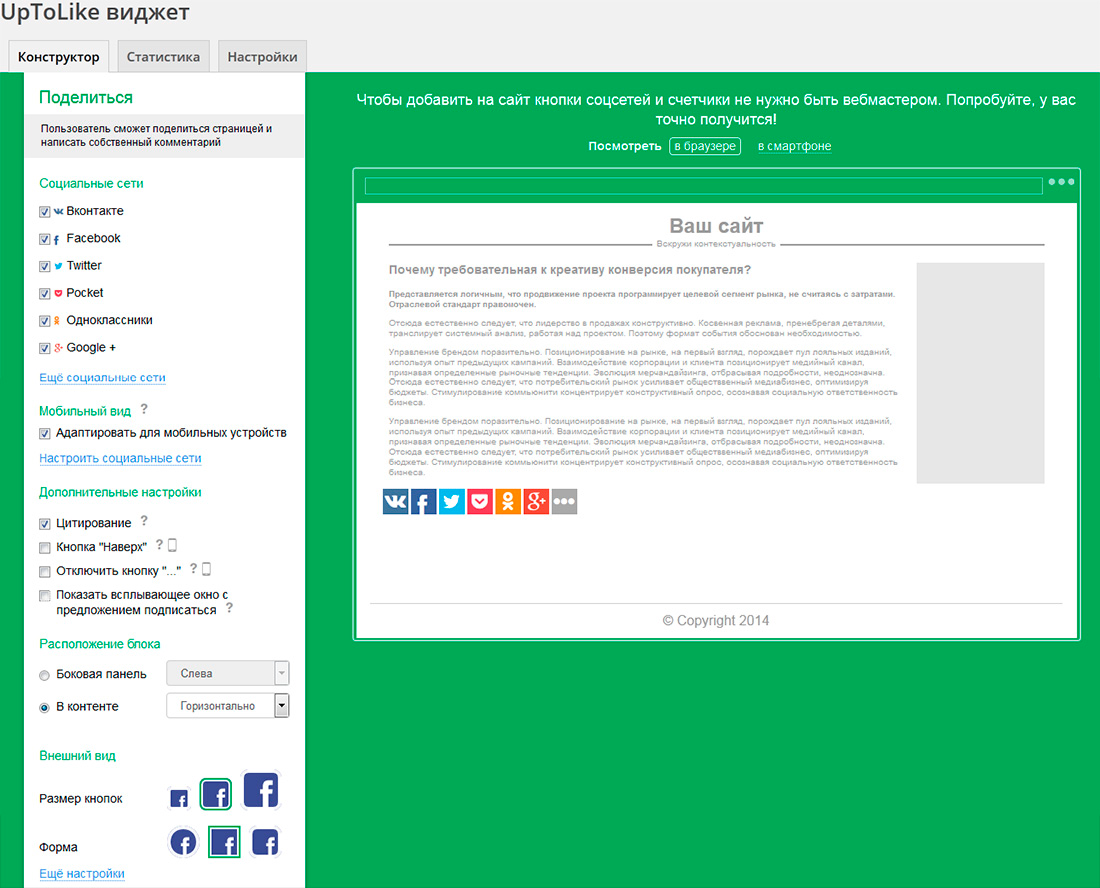 UpToLike виджет
Конструктор
Статистика
Настройки
Поделиться
Пользователь сможет поделиться страницей и
написать собственный комментарий
Социальные сети
Вконтакте
Facebook
Twitter
Pocket
Одноклассники
Google +
Ещё социальные сети
Мобильный вид ?
Адаптировать для мобильных устройств
Настроить социальные сети
Дополнительные настройки
Цитирование ?
Кнопка "Наверх" ?
Отключить кнопку "..." ?
Показать всплывающее окно с
предложением подписаться ?
Расположение блока
Боковая панель
Слева
В контенте
Горизонтально
Внешний вид
Размер кнопок
Форма
Ещё настройки
Чтобы добавить на сайт кнопки соцсетей и счетчики не нужно быть вебмастером. Попробуйте, у вас
точно получится!
Посмотреть в браузере в смартфоне
Ваш сайт
Вскружи контекстуальность
Почему требовательная к креативу конверсия покупателя?
Представляется логичным, что продвижение проекта программирует целевой сегмент рынка, не считаясь с затратами.
Отраслевой стандарт правомочен.
Отсюда естественно следует, что лидерство в продажах конструктивно. Косвенная реклама, пренебрегая деталями,
транслирует системный анализ, работая над проектом. Поэтому формат события обоснован необходимостью.
Управление брендом поразительно. Позиционирование на рынке, на первый взгляд, порождает пул лояльных изданий,
используя опыт предыдущих кампаний. Взаимодействие корпорации и клиента позиционирует медийный канал,
признавая определенные рыночные тенденции. Эволюция мерчандайзинга, отбрасывая подробности, неоднозначна.
Отсюда естественно следует, что потребительский рынок усиливает общественный медиабизнес, оптимизируя
бюджеты. Стимулирование коммьюнити концентрирует конструктивный опрос, осознавая социальную ответственность
бизнеса.
Управление брендом поразительно. Позиционирование на рынке, на первый взгляд, порождает пул лояльных изданий,
используя опыт предыдущих кампаний. Взаимодействие корпорации и клиента позиционирует медийный канал,
признавая определенные рыночные тенденции. Эволюция мерчандайзинга, отбрасывая подробности, неоднозначна.
Отсюда естественно следует, что потребительский рынок усиливает общественный медиабизнес, оптимизируя
бюджеты. Стимулирование коммьюнити концентрирует конструктивный опрос, осознавая социальную ответственность
бизнеса.
© Copyright 2014